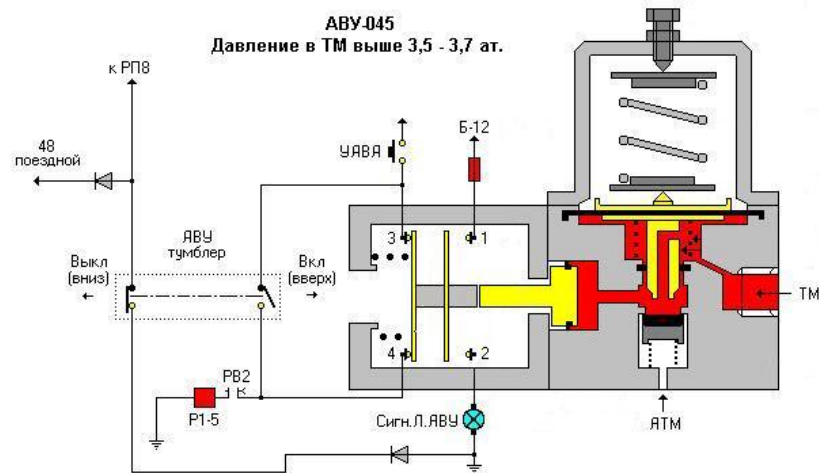 АВУ-045
Давление в ТМ выше 3,5 - 3,7 ат.
к РП8
48
поездной
УАВА
Б-12
АВУ
тумблер
Выкл
(вниз)
Вкл
(вверх)
3
1
4
2
ТМ
РВ2
Р1-5
Сигн.Л.АВУ
АТМ